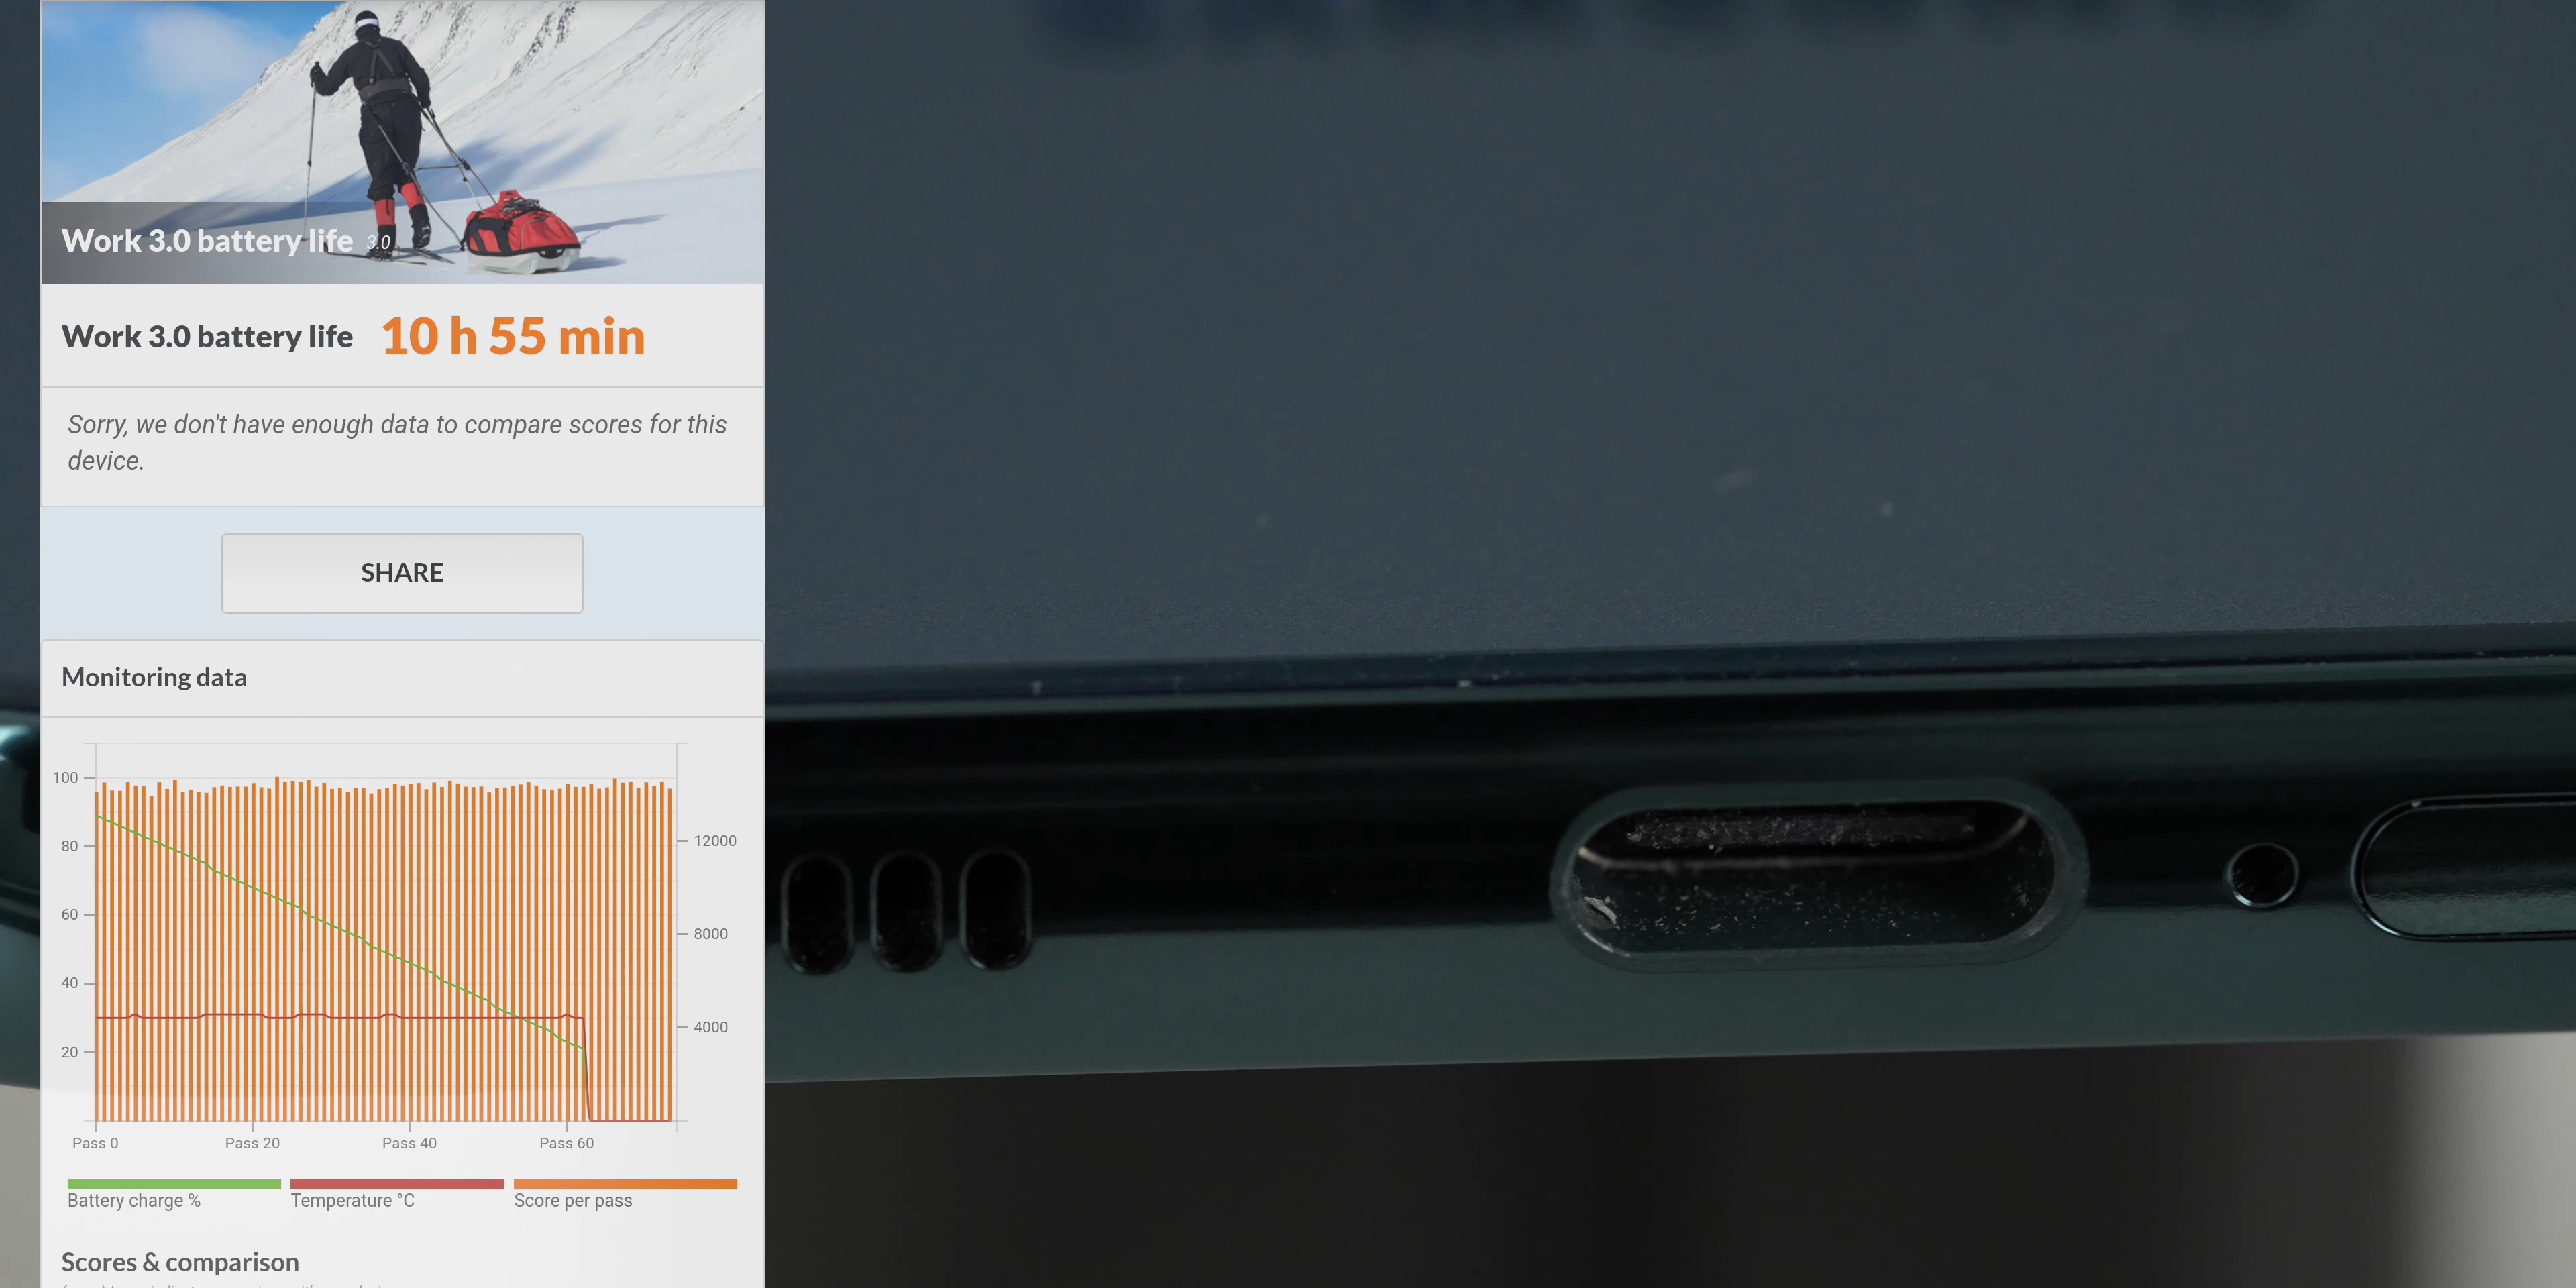 Work 3.0 battery life 3.0
Work 3.0 battery life 10 h 55 min
Sorry, we don't have enough data to compare scores for this
device.
SHARE
Monitoring data
100
80
60
40
20
12000
8000
4000
Pass 0 Pass 20 Pass 40 Pass 60
Battery charge % Temperature °C Score per pass
Scores & comparison